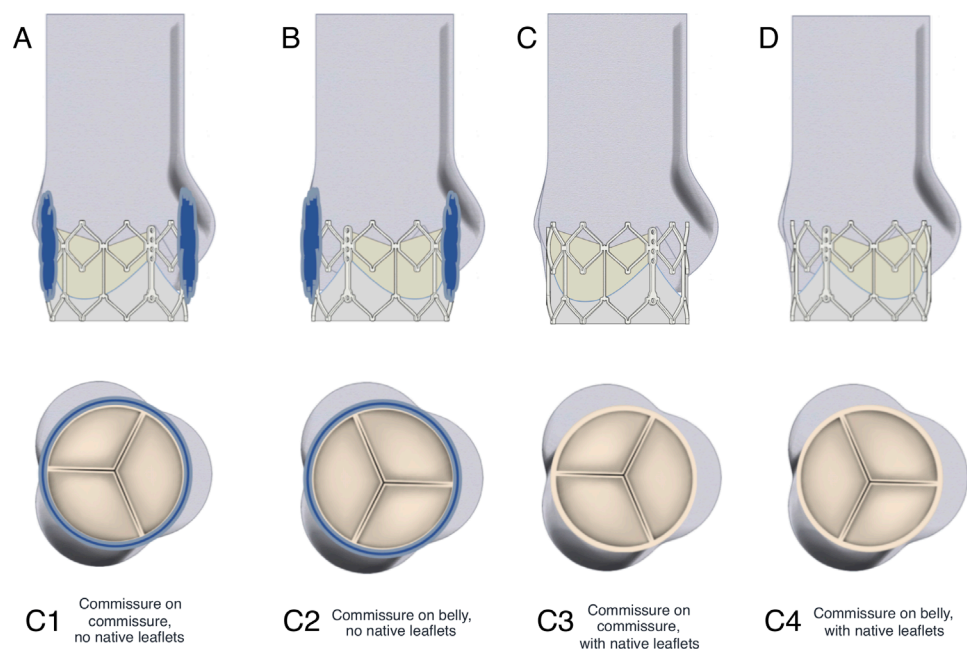 A
B
C
D
C1
Commissure on
commissure,
no native leaflets
C2
Commissure on belly,
no native leaflets
C3
Commissure on
commissure,
with native leaflets
C4
Commissure on belly,
with native leaflets